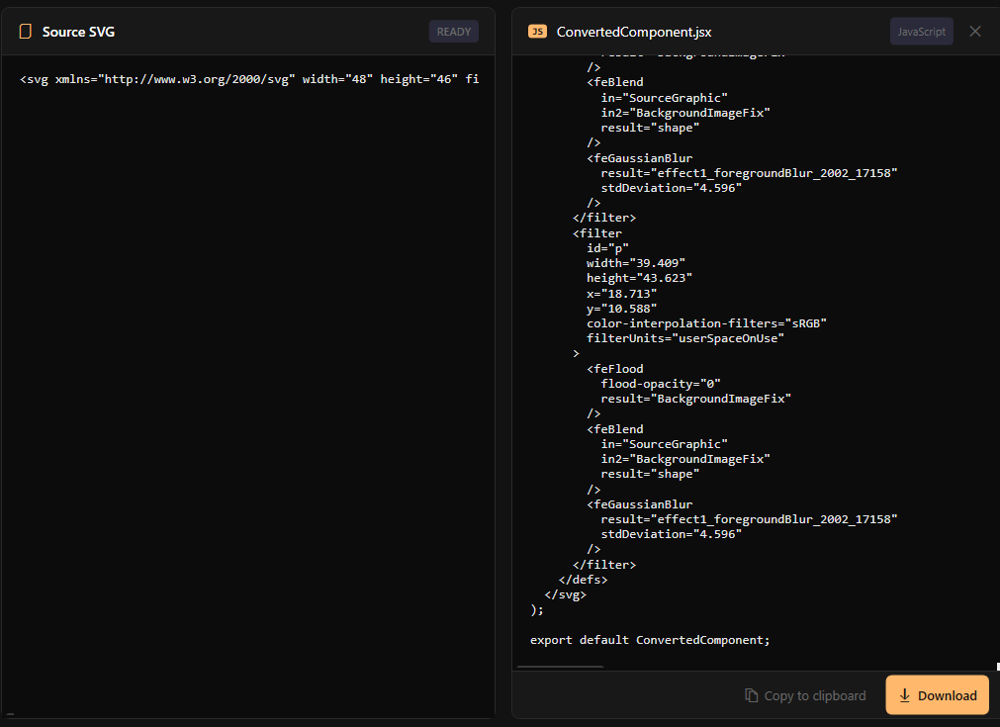 Source SVG
READY
<svg xmlns="http://www.w3.org/2000/svg" width="48" height="46" fi
JS ConvertedComponent.jsx
JavaScript
/>
<feBlend
in="SourceGraphic"
in2="BackgroundImageFix"
result="shape"
/>
<feGaussianBlur
result="effect1_foregroundBlur_2002_17158"
stdDeviation="4.596"
/>
</filter>
<filter
id="p"
width="39.409"
height="43.623"
x="18.713"
y="10.588"
color-interpolation-filters="sRGB"
filterUnits="userSpaceOnUse"
>
<feFlood
flood-opacity="0"
result="BackgroundImageFix"
/>
<feBlend
in="SourceGraphic"
in2="BackgroundImageFix"
result="shape"
/>
<feGaussianBlur
result="effect1_foregroundBlur_2002_17158"
stdDeviation="4.596"
/>
</filter>
</defs>
</svg>
);
export default ConvertedComponent;
Copy to clipboard
Download